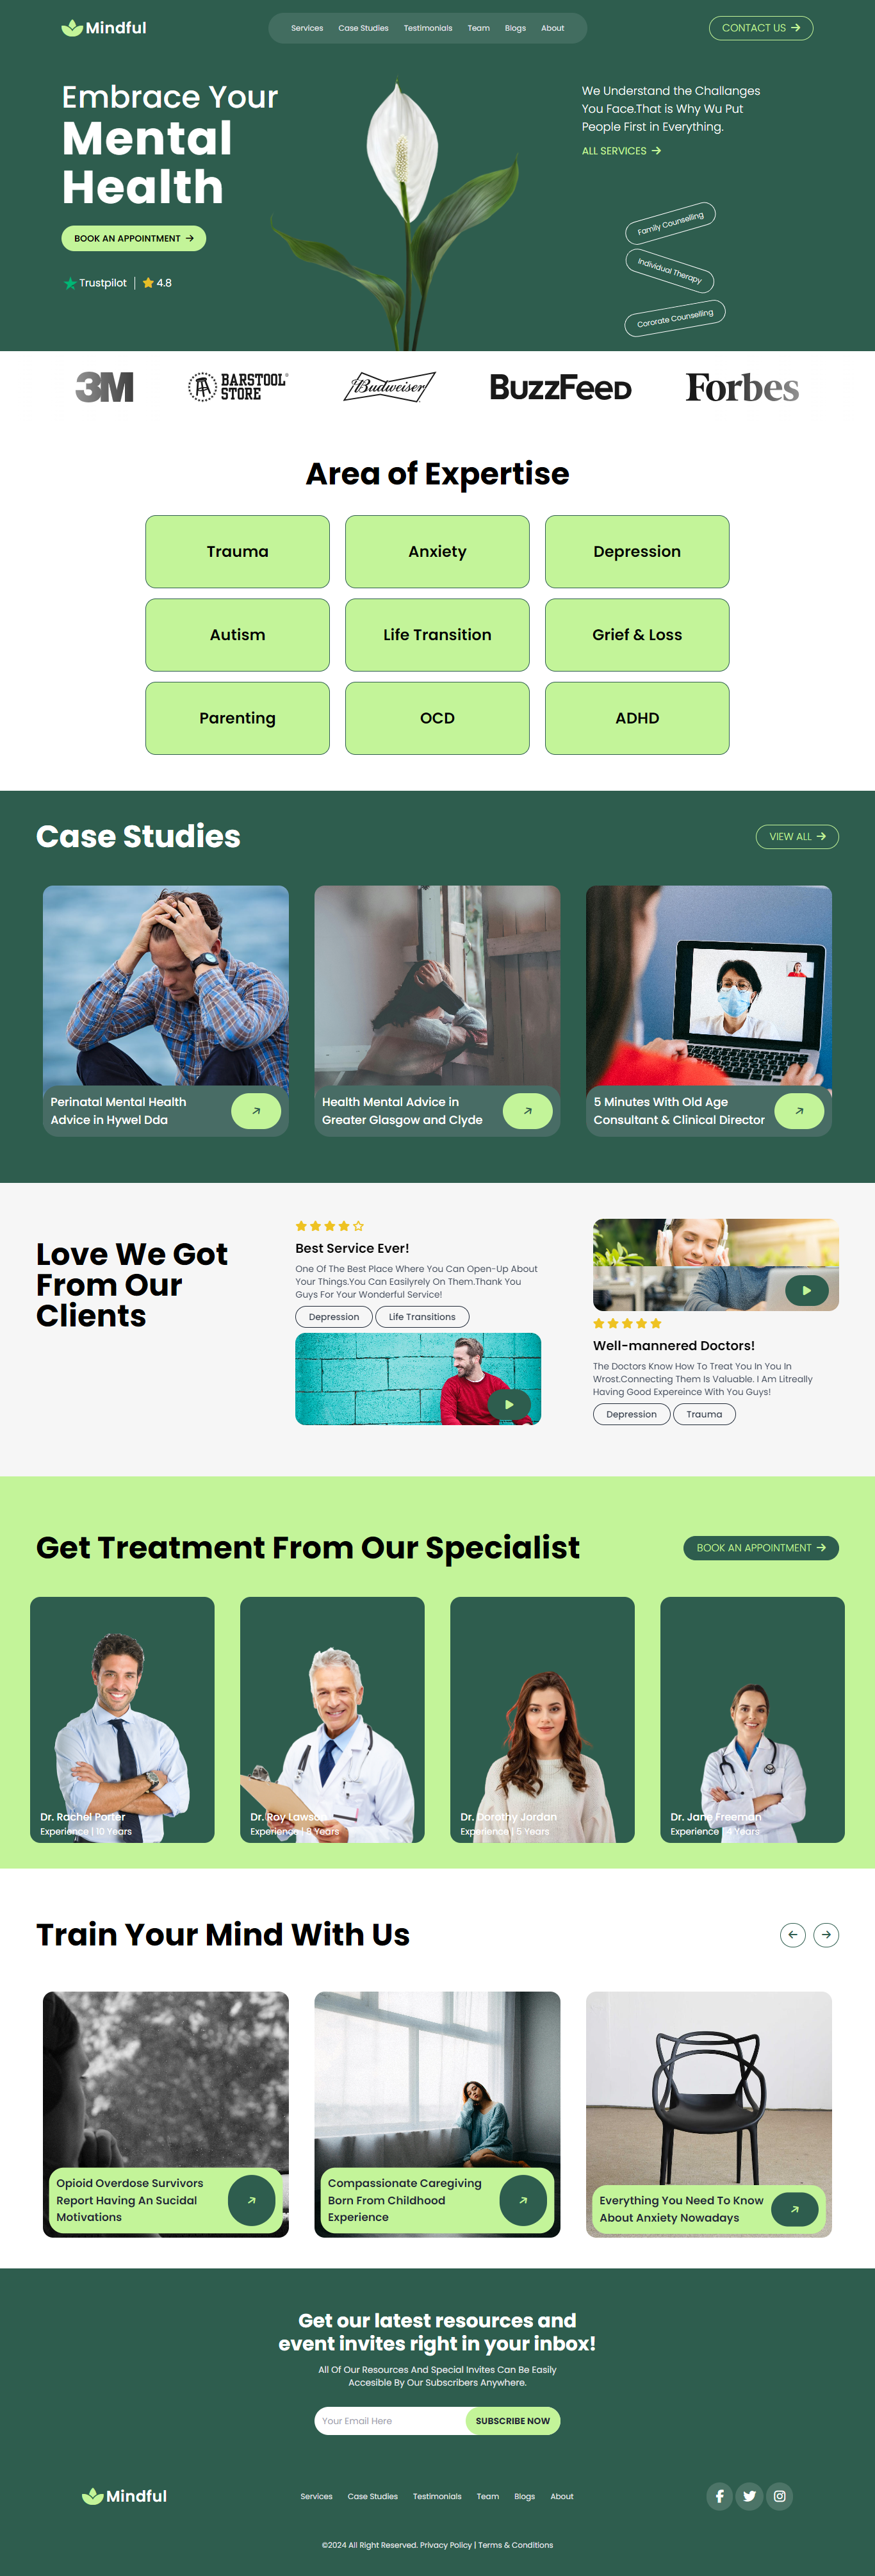 Mindful
Services Case Studies Testimonials Team Blogs About
CONTACT US
Embrace Your
Mental
Health
BOOK AN APPOINTMENT
Trustpilot 4.8
We Understand the Challanges
You Face.That is Why Wu Put
People First in Everything.
ALL SERVICES
Family Counselling
Individual Therapy
Cororate Counselling
3M
BARSTOOL
STORE
Budweiser
BuzzFeed
Forbes
Area of Expertise
Trauma
Anxiety
Depression
Autism
Life Transition
Grief & Loss
Parenting
OCD
ADHD
Case Studies
VIEW ALL
Perinatal Mental Health
Advice in Hywel Dda
Health Mental Advice in
Greater Glasgow and Clyde
5 Minutes With Old Age
Consultant & Clinical Director
Love We Got
From Our
Clients
Best Service Ever!
One Of The Best Place Where You Can Open-Up About
Your Things.You Can Easilyrely On Them.Thank You
Guys For Your Wonderful Service!
Depression
Life Transitions
Well-mannered Doctors!
The Doctors Know How To Treat You In You In
Wrost.Connecting Them Is Valuable. I Am Litreally
Having Good Expereince With You Guys!
Depression
Trauma
Get Treatment From Our Specialist
BOOK AN APPOINTMENT
Dr. Rachel Porter
Experience | 10 Years
Dr. Roy Lawson
Experience | 8 Years
Dr. Dorothy Jordan
Experience | 5 Years
Dr. Jane Freeman
Experience | 4 Years
Train Your Mind With Us
Opioid Overdose Survivors
Report Having An Sucidal
Motivations
Compassionate Caregiving
Born From Childhood
Experience
Everything You Need To Know
About Anxiety Nowadays
Get our latest resources and
event invites right in your inbox!
All Of Our Resources And Special Invites Can Be Easily
Accesible By Our Subscribers Anywhere.
Your Email Here
SUBSCRIBE NOW
Mindful
Services Case Studies Testimonials Team Blogs About
©2024 All Right Reserved. Privacy Policy | Terms & Conditions